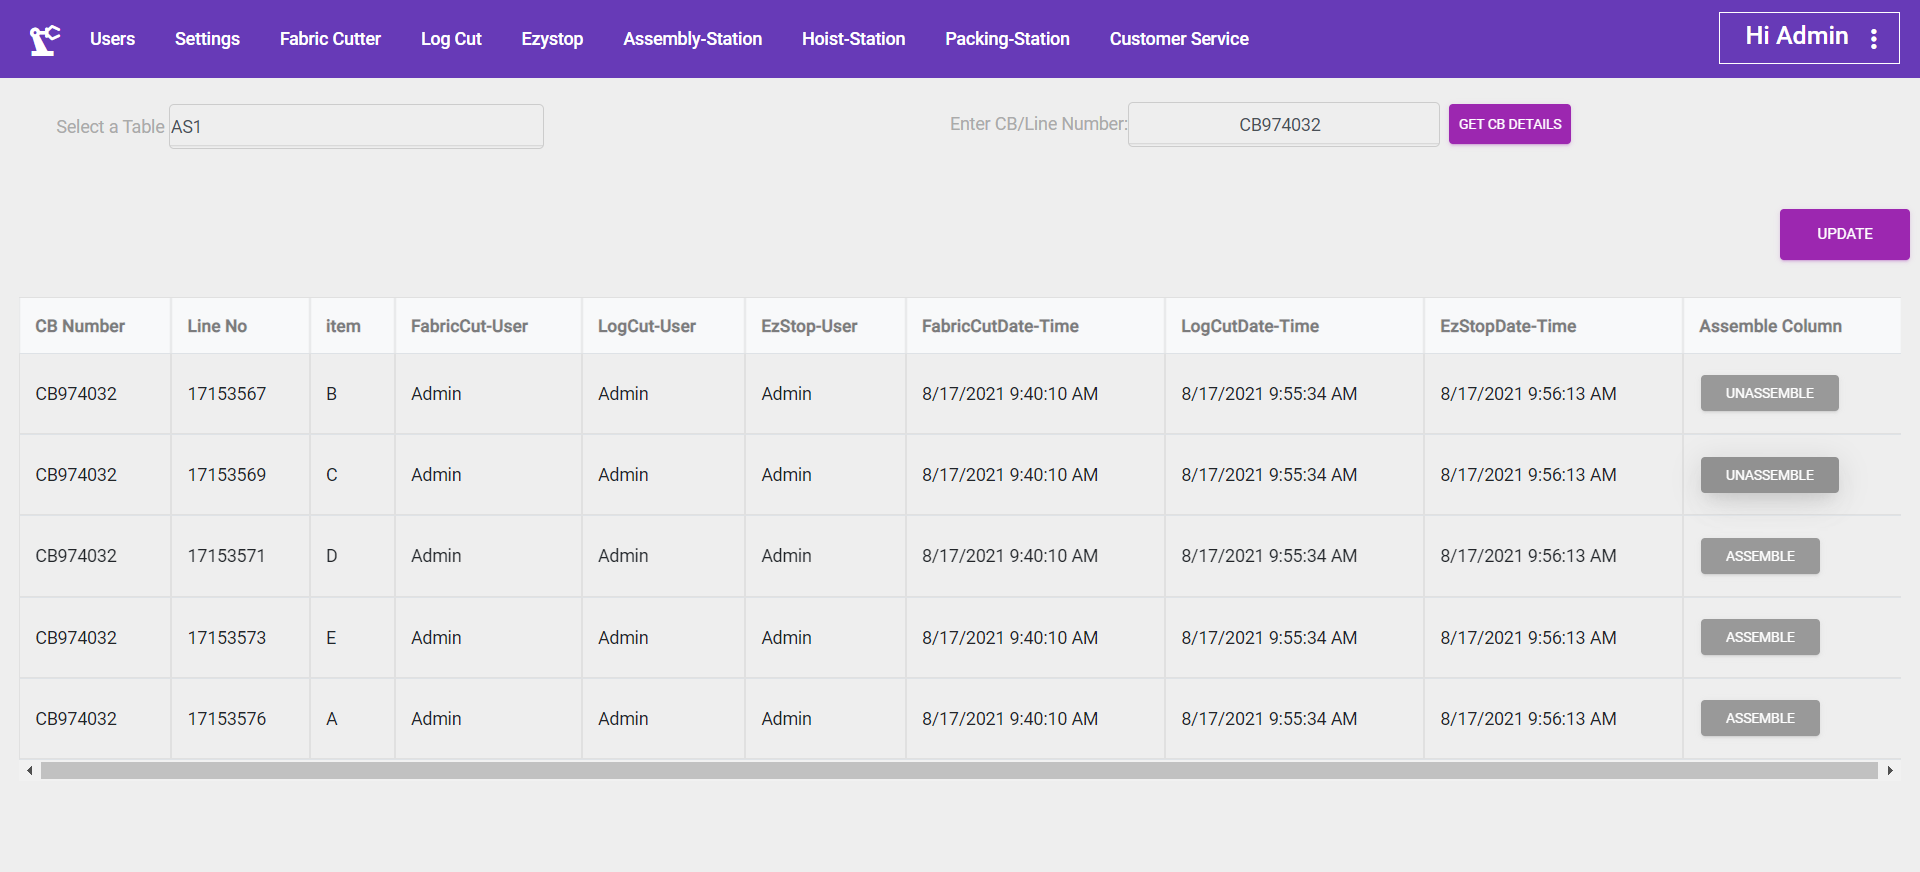 Users Settings Fabric Cutter Log Cut Ezystop Assembly-Station Hoist-Station Packing-Station Customer Service Hi Admin
Select a Table AS1 Enter CB/Line Number: CB974032 GET CB DETAILS
UPDATE
CB Number Line No item FabricCut-User LogCut-User EzStop-User FabricCutDate-Time LogCutDate-Time EzStopDate-Time Assemble Column
CB974032 17153567 B Admin Admin Admin 8/17/2021 9:40:10 AM 8/17/2021 9:55:34 AM 8/17/2021 9:56:13 AM UNASSEMBLE
CB974032 17153569 C Admin Admin Admin 8/17/2021 9:40:10 AM 8/17/2021 9:55:34 AM 8/17/2021 9:56:13 AM UNASSEMBLE
CB974032 17153571 D Admin Admin Admin 8/17/2021 9:40:10 AM 8/17/2021 9:55:34 AM 8/17/2021 9:56:13 AM ASSEMBLE
CB974032 17153573 E Admin Admin Admin 8/17/2021 9:40:10 AM 8/17/2021 9:55:34 AM 8/17/2021 9:56:13 AM ASSEMBLE
CB974032 17153576 A Admin Admin Admin 8/17/2021 9:40:10 AM 8/17/2021 9:55:34 AM 8/17/2021 9:56:13 AM ASSEMBLE